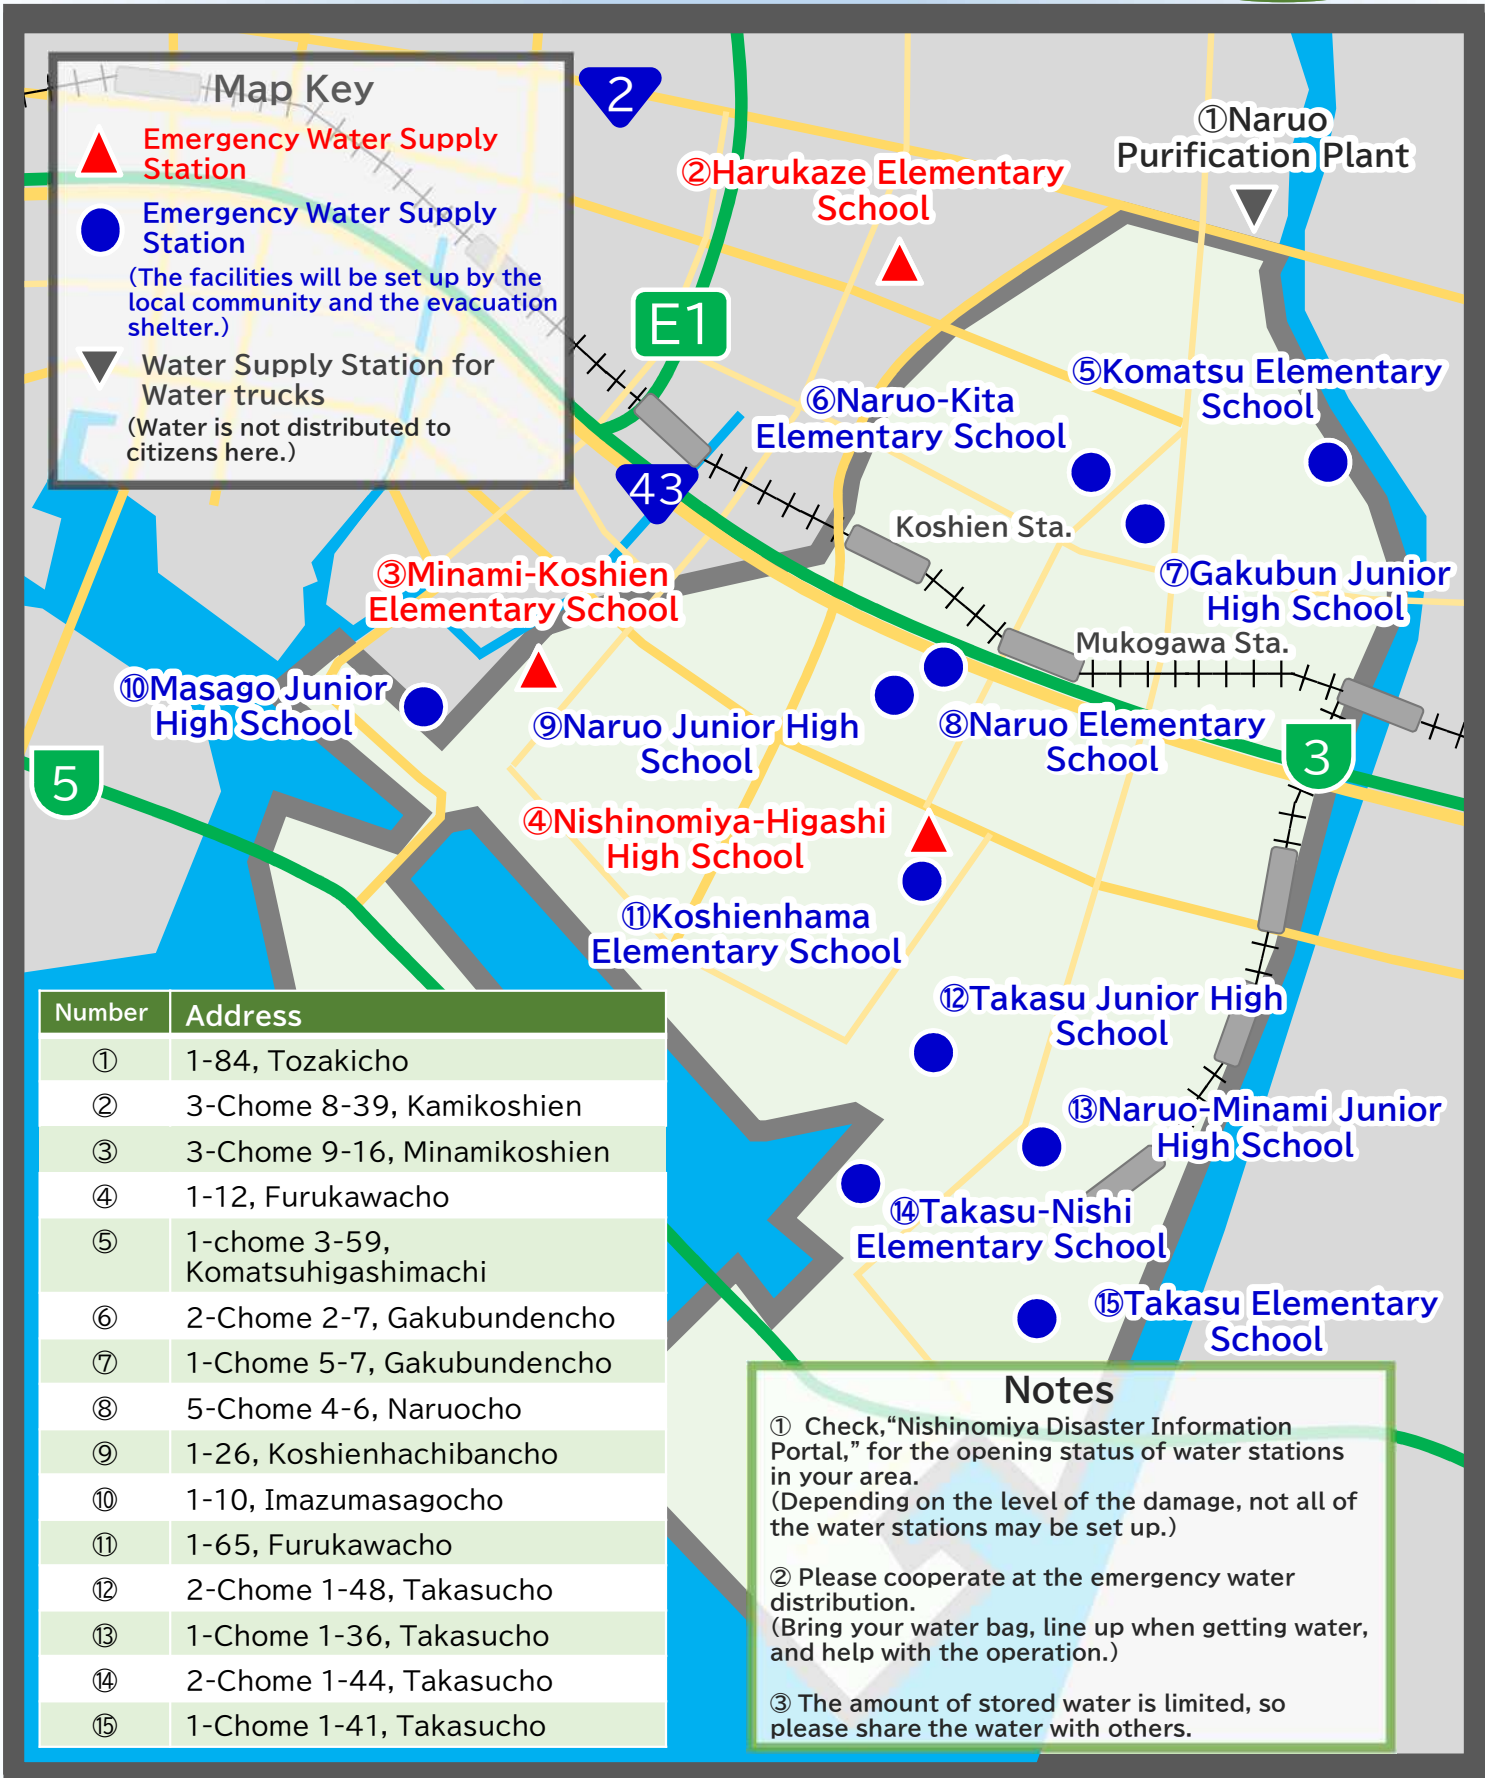 Map Key
Emergency Water Supply
Station
Emergency Water Supply
Station
(The facilities will be set up by the
local community and the evacuation
shelter.)
Water Supply Station for
Water trucks
(Water is not distributed to
citizens here.)
2
①Naruo
Purification Plant
②Harukaze Elementary
School
E1
⑤Komatsu Elementary
School
⑥Naruo-Kita
Elementary School
43
Koshien Sta.
③Minami-Koshien
Elementary School
⑦Gakubun Junior
High School
Mukogawa Sta.
⑩Masago Junior
High School
⑨Naruo Junior High
School
⑧Naruo Elementary
School
5
3
④Nishinomiya-Higashi
High School
⑪Koshienhama
Elementary School
⑫Takasu Junior High
School
⑬Naruo-Minami Junior
High School
⑭Takasu-Nishi
Elementary School
⑮Takasu Elementary
School
Number Address
① 1-84, Tozakicho
② 3-Chome 8-39, Kamikoshien
③ 3-Chome 9-16, Minamikoshien
④ 1-12, Furukawacho
⑤ 1-chome 3-59,
Komatsuhigashimachi
⑥ 2-Chome 2-7, Gakubundencho
⑦ 1-Chome 5-7, Gakubundencho
⑧ 5-Chome 4-6, Naruocho
⑨ 1-26, Koshienhachibancho
⑩ 1-10, Imazumasagocho
⑪ 1-65, Furukawacho
⑫ 2-Chome 1-48, Takasucho
⑬ 1-Chome 1-36, Takasucho
⑭ 2-Chome 1-44, Takasucho
⑮ 1-Chome 1-41, Takasucho
Notes
① Check,“Nishinomiya Disaster Information
Portal,” for the opening status of water stations
in your area.
(Depending on the level of the damage, not all of
the water stations may be set up.)
② Please cooperate at the emergency water
distribution.
(Bring your water bag, line up when getting water,
and help with the operation.)
③ The amount of stored water is limited, so
please share the water with others.